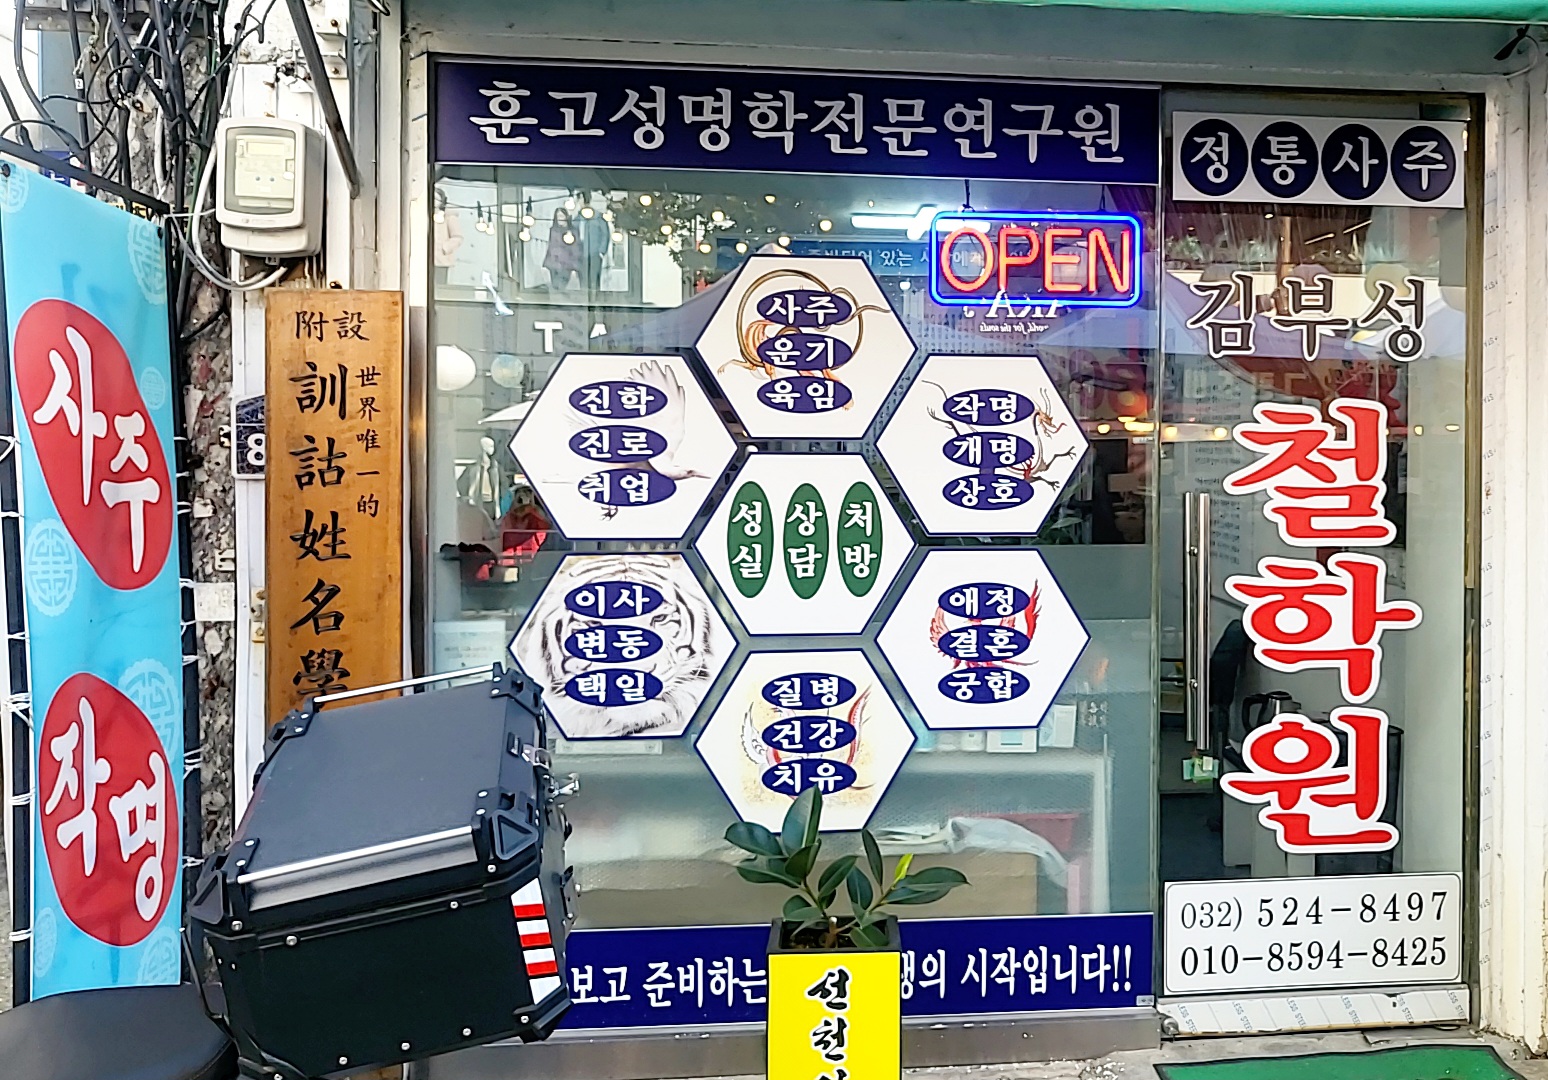 훈고성명학전문연구원
정통사주
OPEN
김부성
철학원
사주
작명
附設
訓詁姓名學
世界唯一的
8
T A
사주
운기
육임
진학
진로
취업
작명
개명
상호
성실
상담
처방
이사
변동
택일
애정
결혼
궁합
질병
건강
치유
032) 524-8497
010-8594-8425
보고 준비하는
의 시작입니다!!
선천